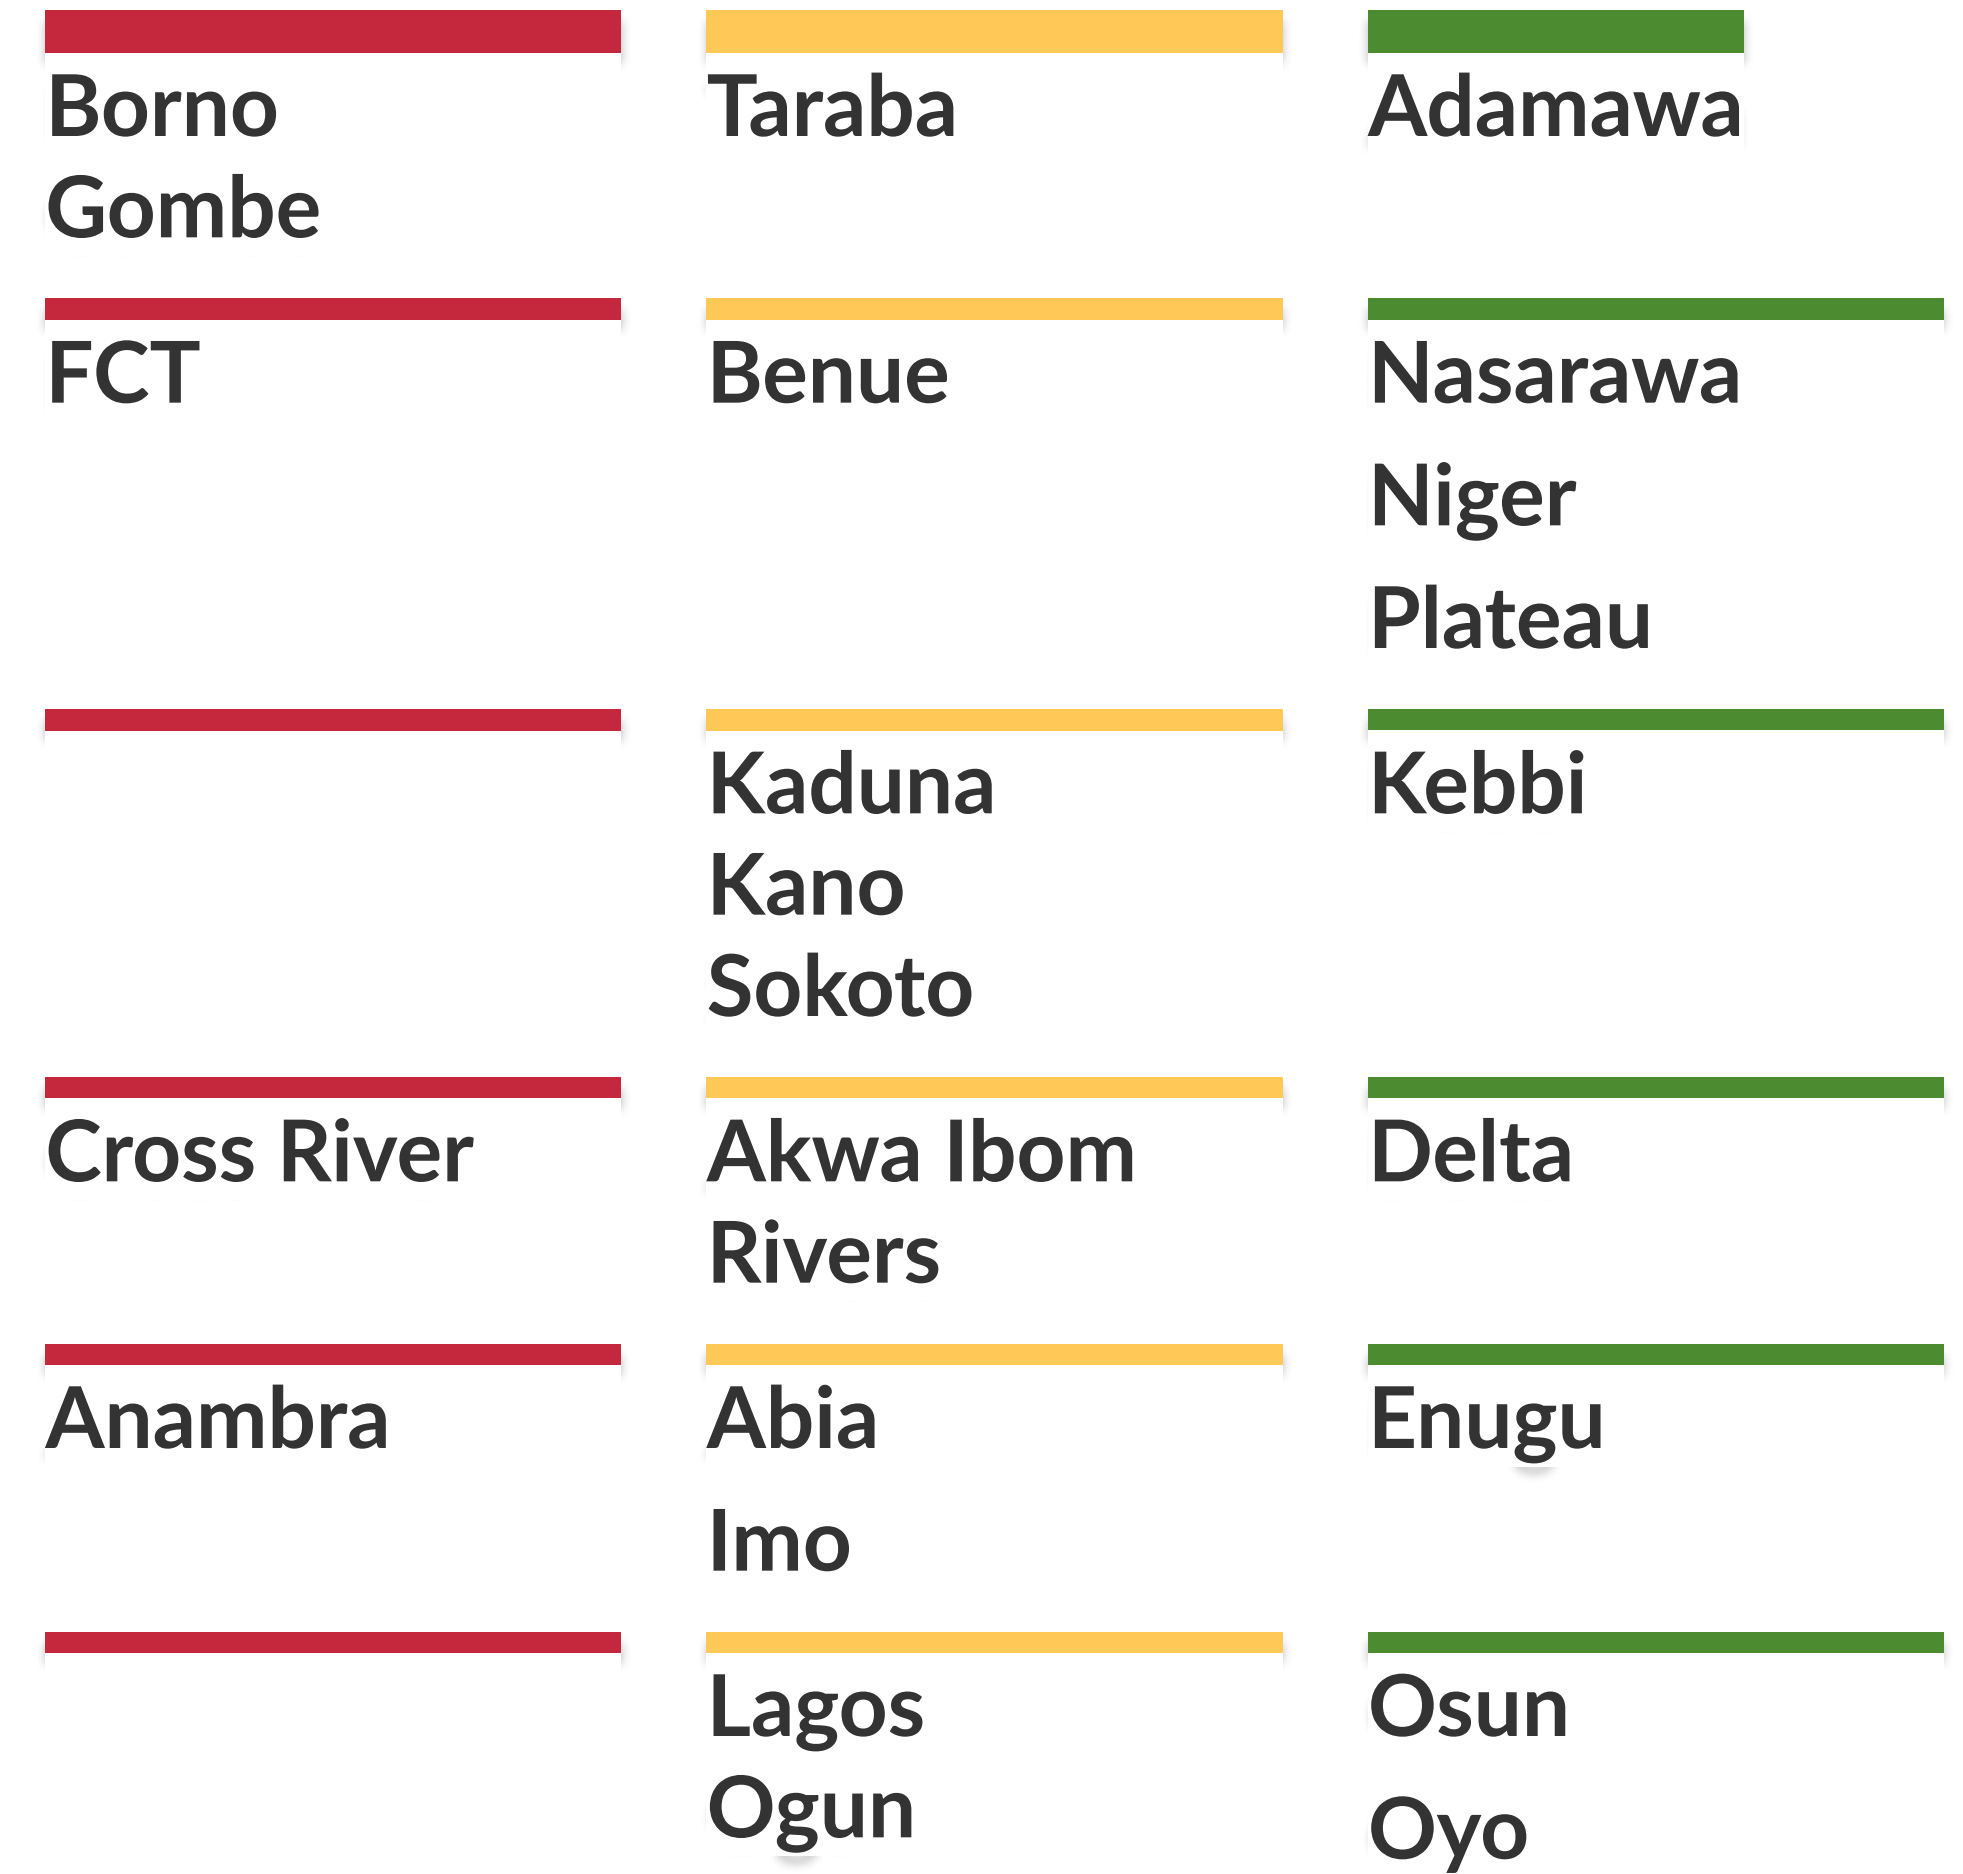 Borno
Gombe
Taraba
Adamawa
FCT
Benue
Nasarawa
Niger
Plateau
Kaduna
Kano
Sokoto
Kebbi
Cross River
Akwa Ibom
Rivers
Delta
Anambra
Abia
Imo
Enugu
Lagos
Ogun
Osun
Oyo